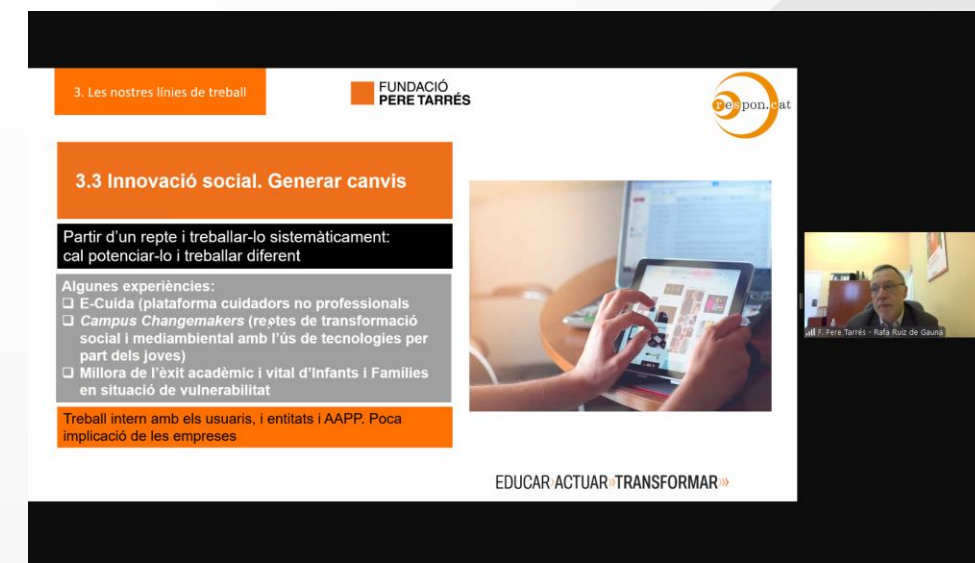 3. Les nostres línies de treball
FUNDACIÓ
PERE TARRÉS
respon.cat
3.3 Innovació social. Generar canvis
Partir d'un repte i treballar-lo sistemàticament:
cal potenciar-lo i treballar diferent
Algunes experiències:
❑ E-Cuida (plataforma cuidadors no professionals
❑ Campus Changemakers (reptes de transformació
social i mediambiental amb l'ús de tecnologies per
part dels joves)
❑ Millora de l'èxit acadèmic i vital d'Infants i Famílies
en situació de vulnerabilitat
Treball intern amb els usuaris, i entitats i AAPP. Poca
implicació de les empreses
EDUCAR›ACTUAR»TRANSFORMAR›››
F. Pere Tarrés - Rafa Ruiz de Gauna